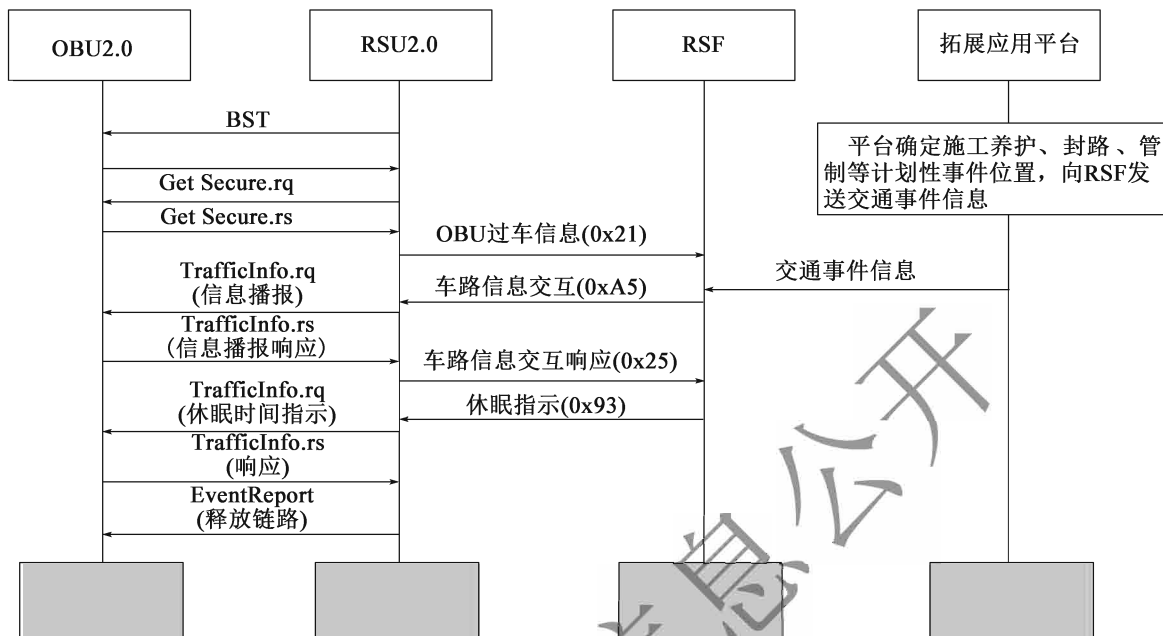 OBU2.0
RSU2.0
RSF
拓展应用平台
BST
平台确定施工养护、封路、管
制等计划性事件位置，向RSF发
送交通事件信息
Get Secure.rq
Get Secure.rs
OBU过车信息(0x21)
交通事件信息
TrafficInfo.rq
(信息播报)
车路信息交互(0xA5)
TrafficInfo.rs
(信息播报响应)
车路信息交互响应(0x25)
TrafficInfo.rq
(休眠时间指示)
休眠指示(0x93)
TrafficInfo.rs
(响应)
EventReport
(释放链路)
息公开